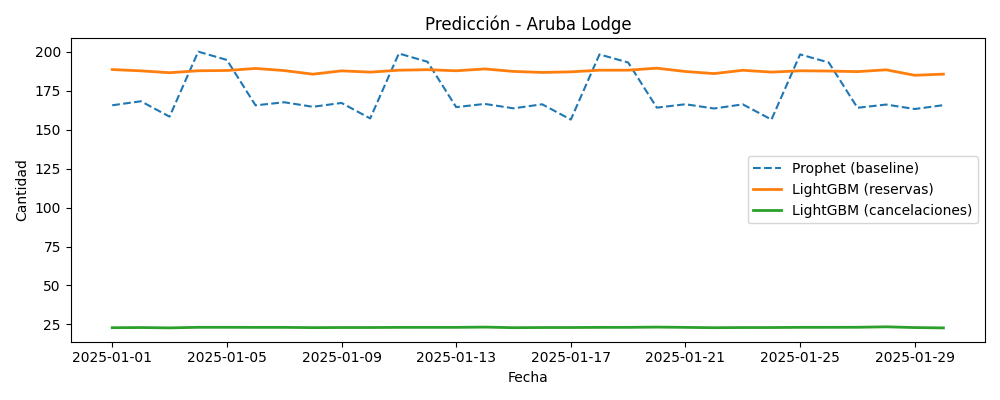 Predicción - Aruba Lodge
200
175
150
125
100
75
50
25
Cantidad
Prophet (baseline)
LightGBM (reservas)
LightGBM (cancelaciones)
2025-01-01 2025-01-05 2025-01-09 2025-01-13 2025-01-17 2025-01-21 2025-01-25 2025-01-29
Fecha